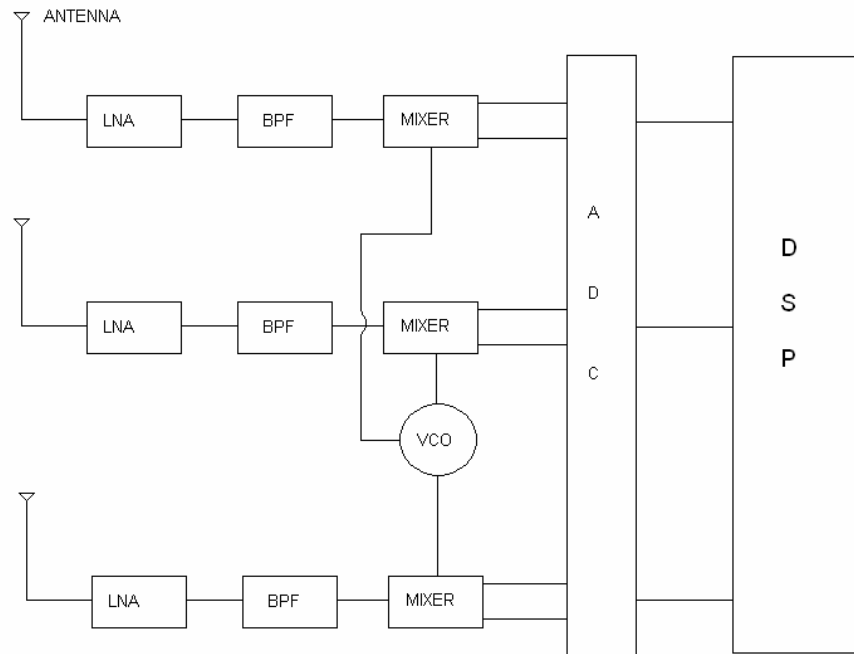 ANTENNA
LNA BPF MIXER
A
D
C
D
S
P
LNA BPF MIXER
VCO
LNA BPF MIXER